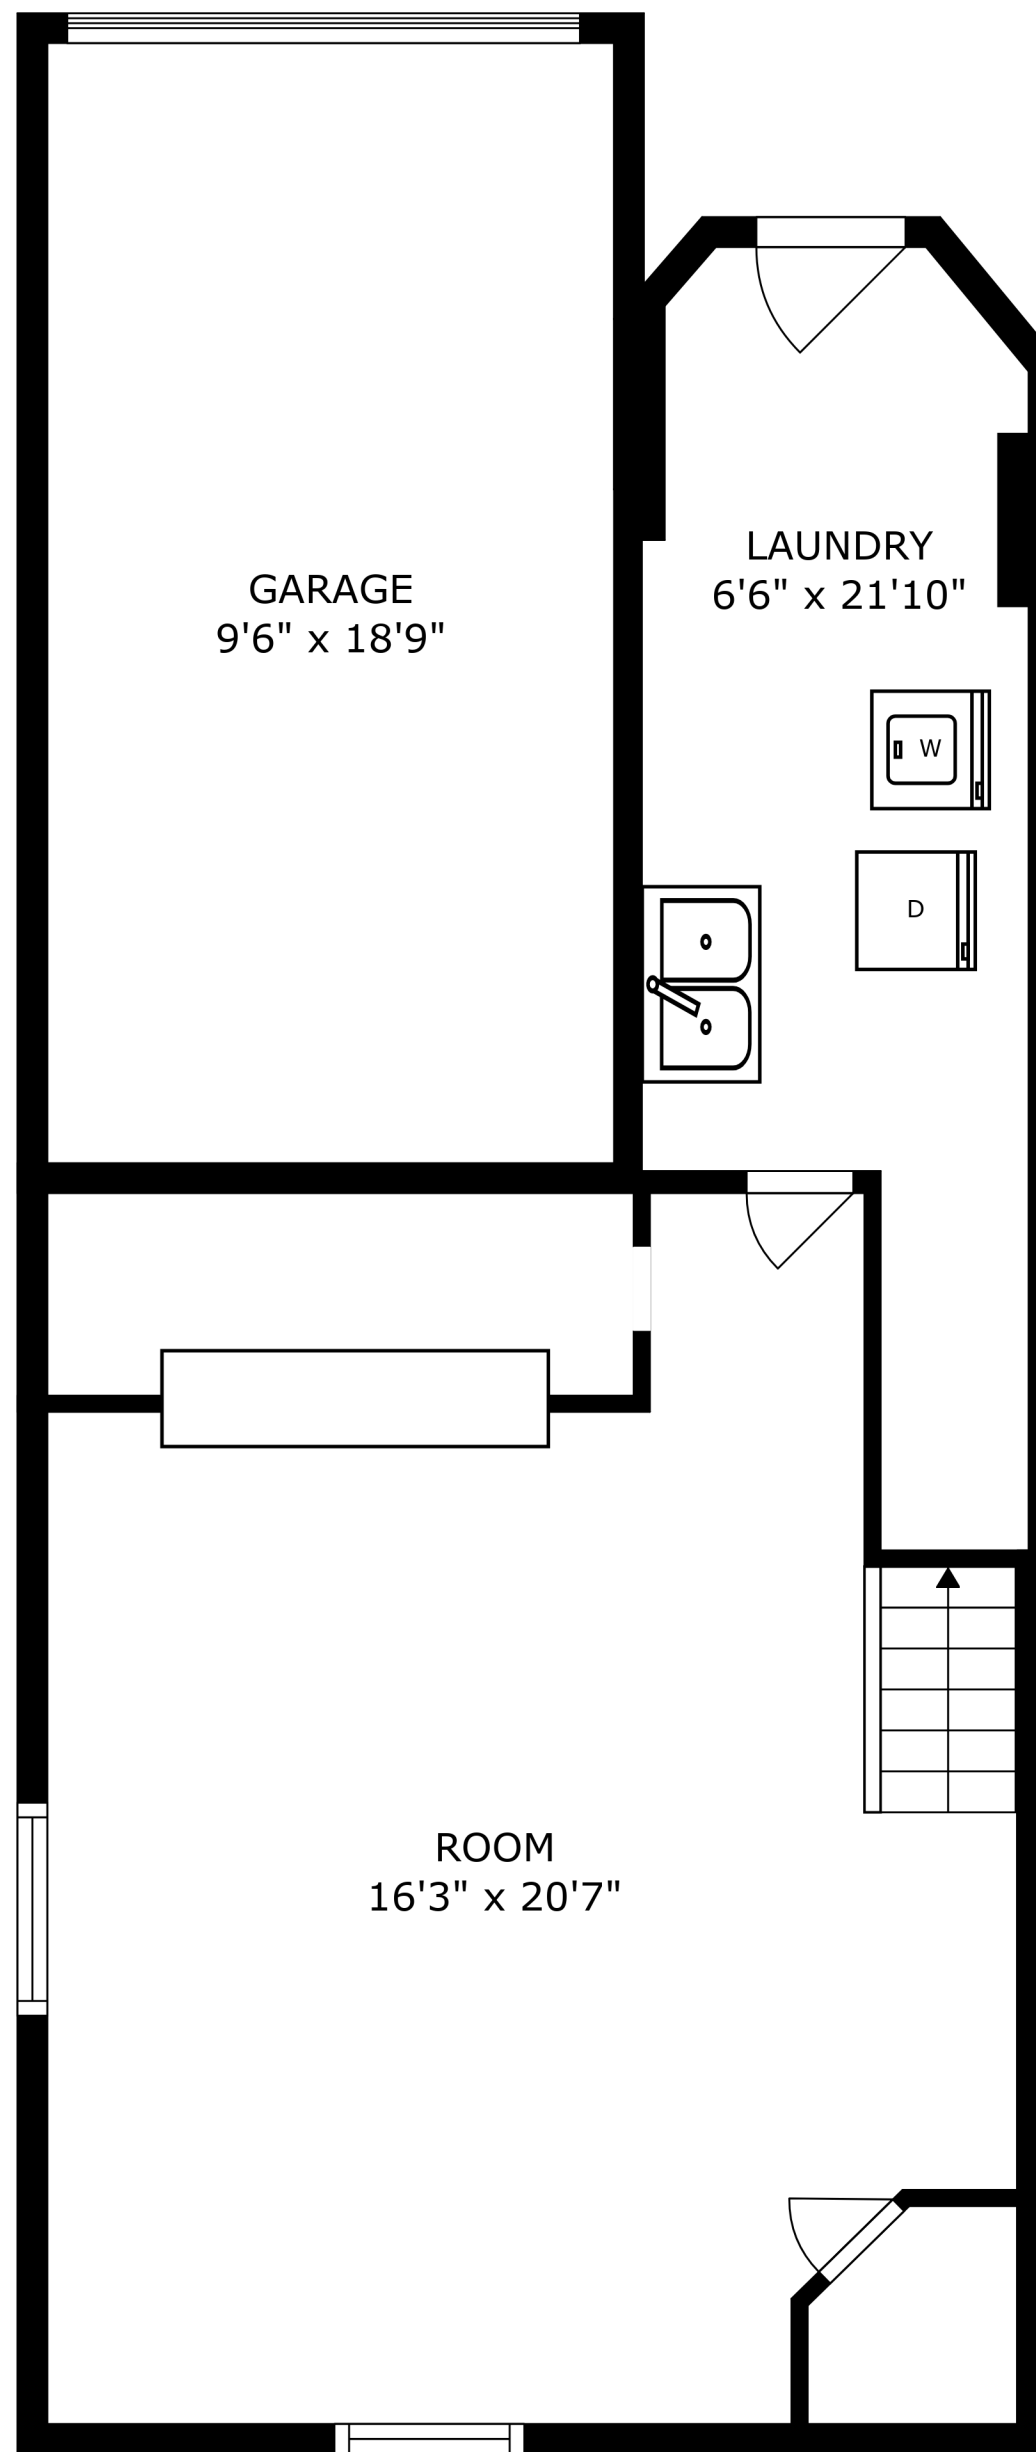 GARAGE
9'6" x 18'9"
LAUNDRY
6'6" x 21'10"
W
D
ROOM
16'3" x 20'7"